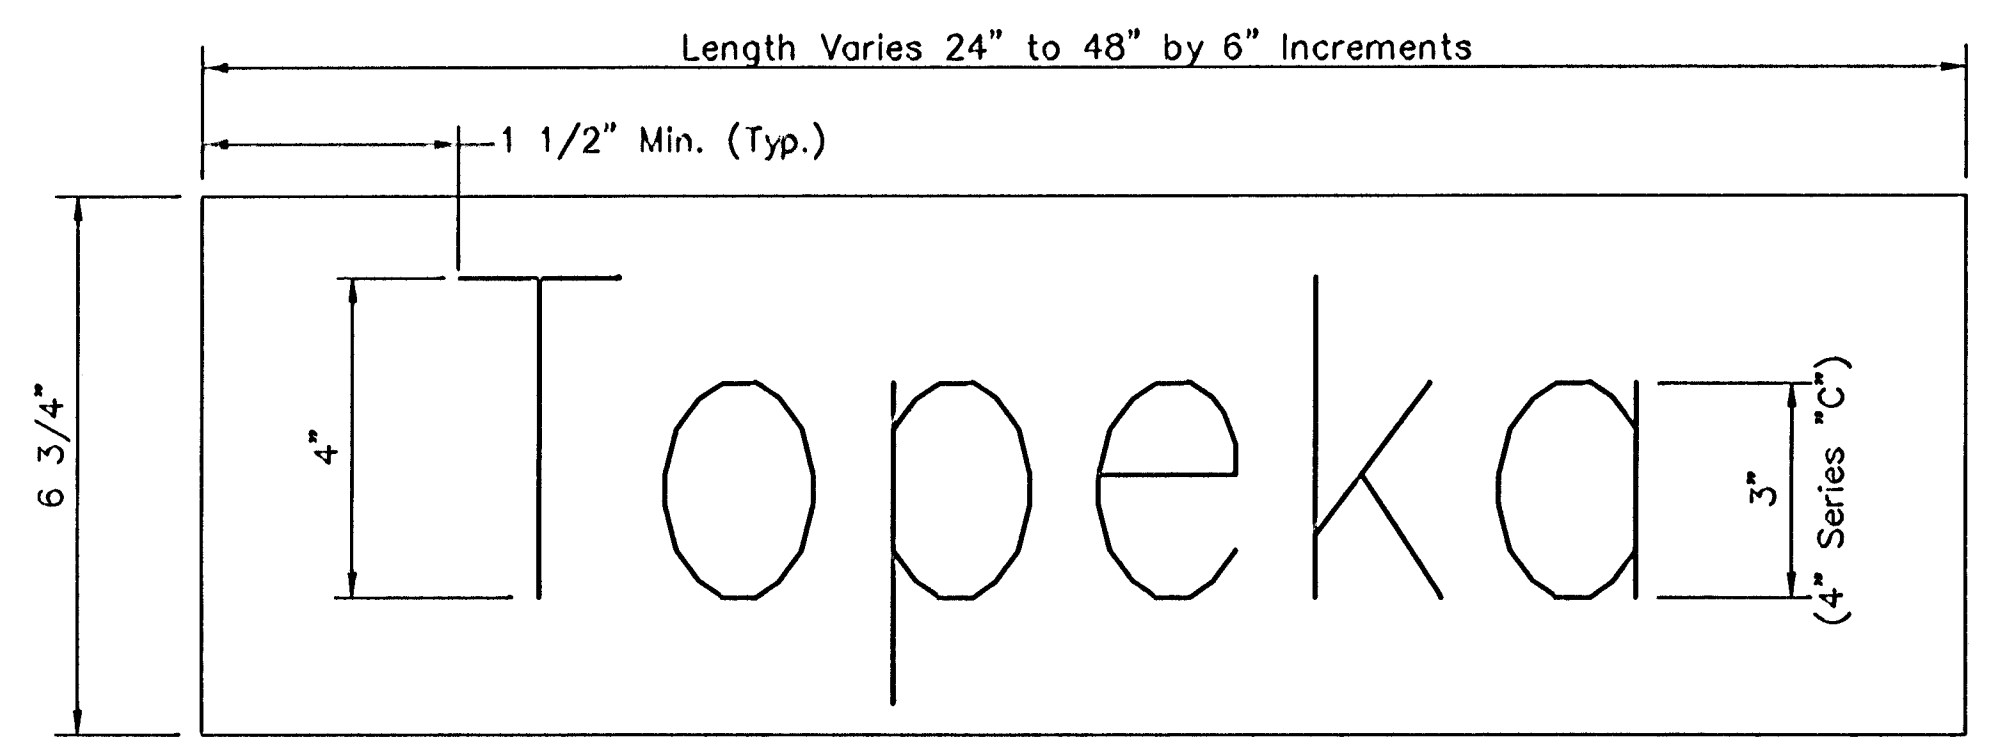 Length Varies 24" to 48" by 6" Increments
1 1/2" Min. (Typ.)
6 3/4"
4"
Topeka
3"
(4" Series "C")